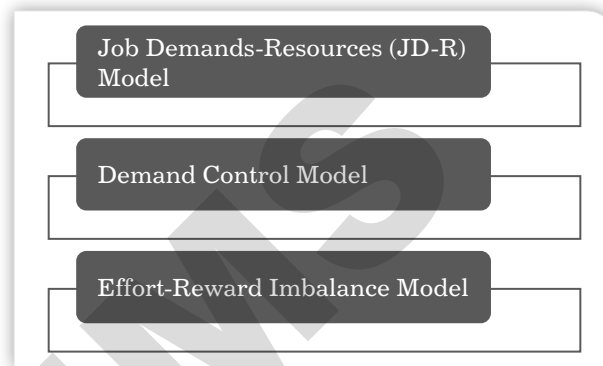 Job Demands-Resources (JD-R)
Model
Demand Control Model
Effort-Reward Imbalance Model